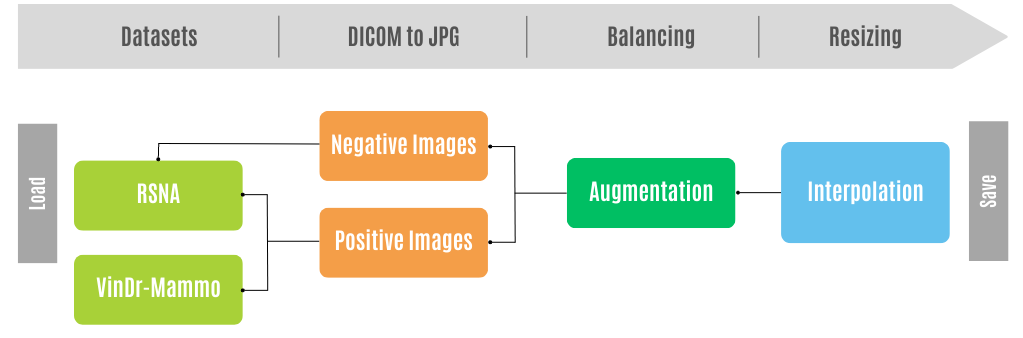 Datasets
DICOM to JPG
Balancing
Resizing
Load
RSNA
VinDr-Mammo
Negative Images
Positive Images
Augmentation
Interpolation
Save